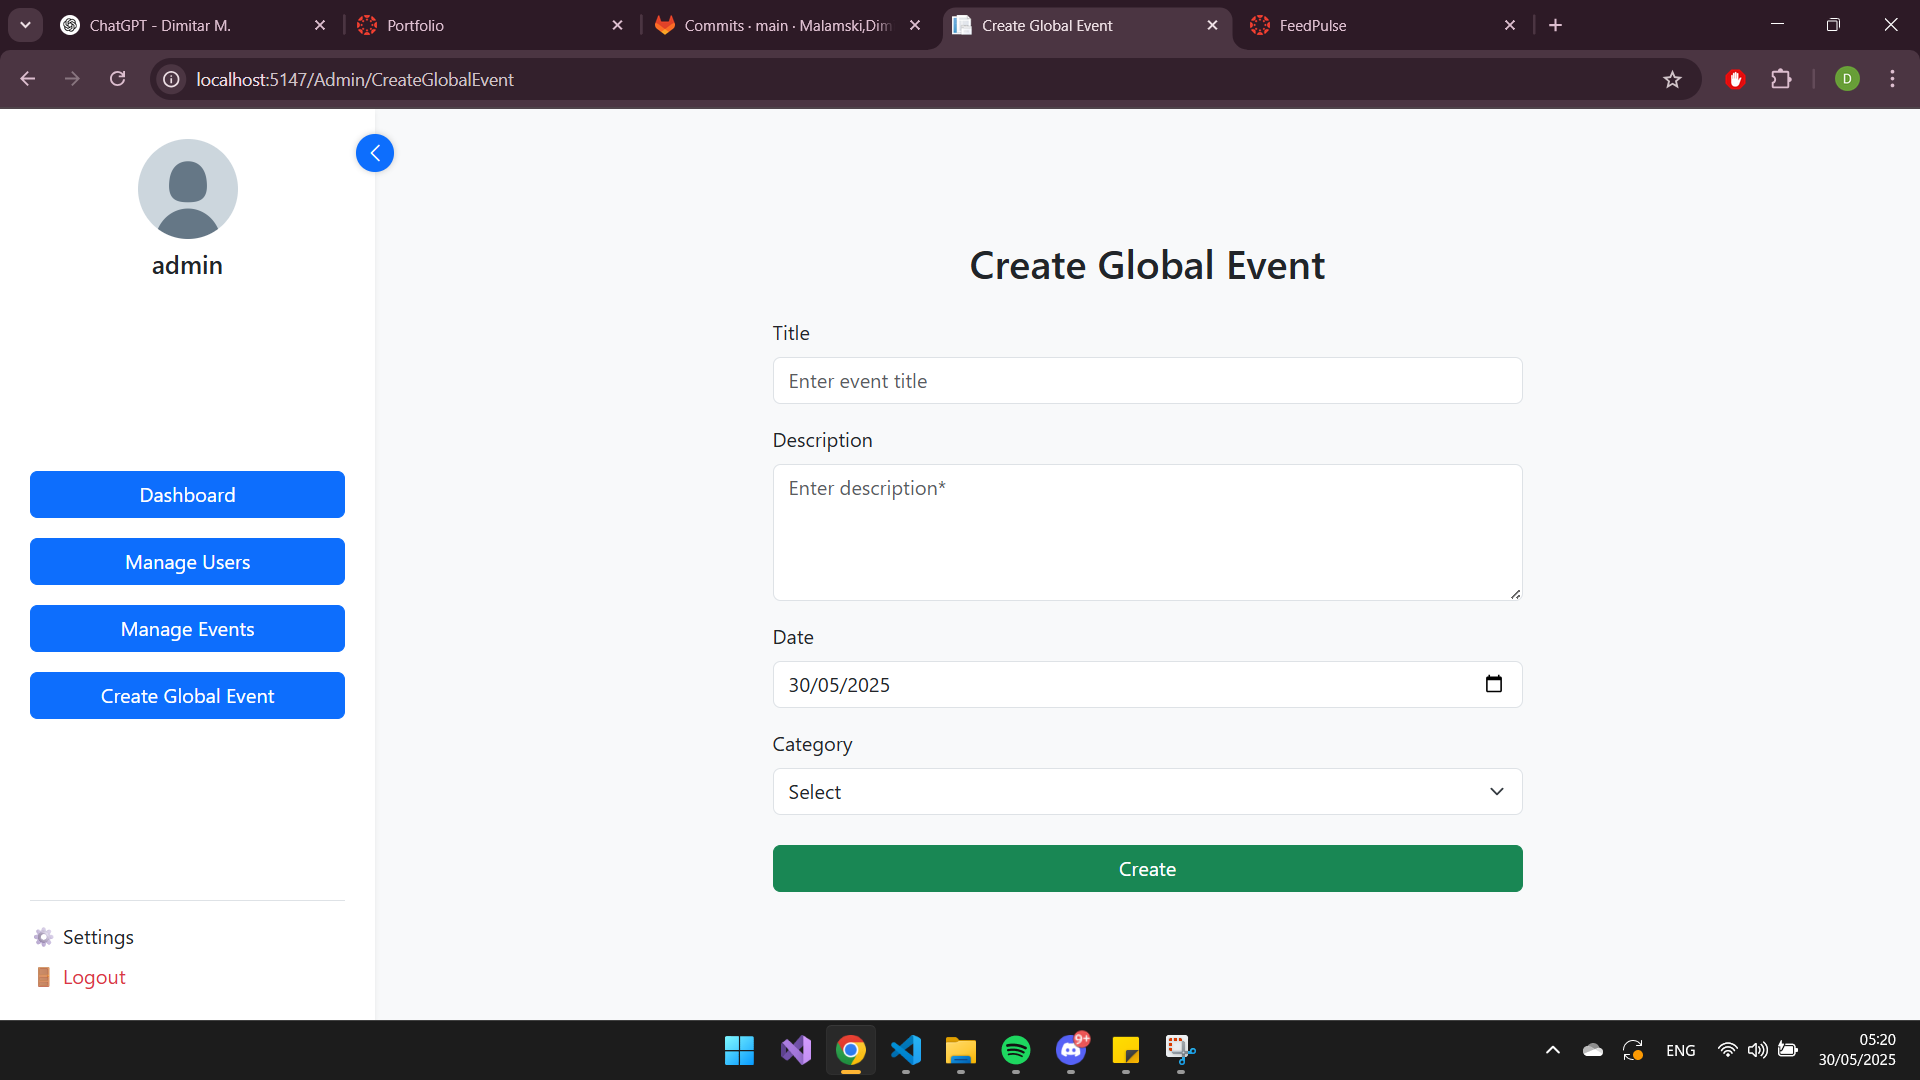 ChatGPT - Dimitar M.
Portfolio
Commits · main · Malamski,Dim
Create Global Event
FeedPulse
localhost:5147/Admin/CreateGlobalEvent
D
admin
Dashboard
Manage Users
Manage Events
Create Global Event
Settings
Logout
Create Global Event
Title
Enter event title
Description
Enter description*
Date
30/05/2025
Category
Select
Create
9+
ENG
05:20
30/05/2025